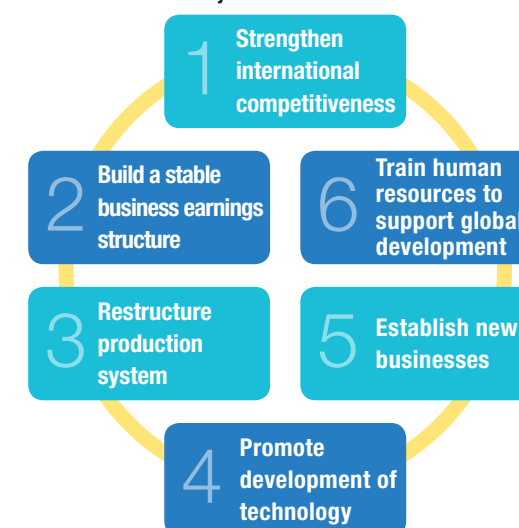 1
Strengthen
international
competitiveness
2
Build a stable
business earnings
structure
3
Restructure
production
system
4
Promote
development of
technology
5
Establish new
businesses
6
Train human
resources to
support global
development